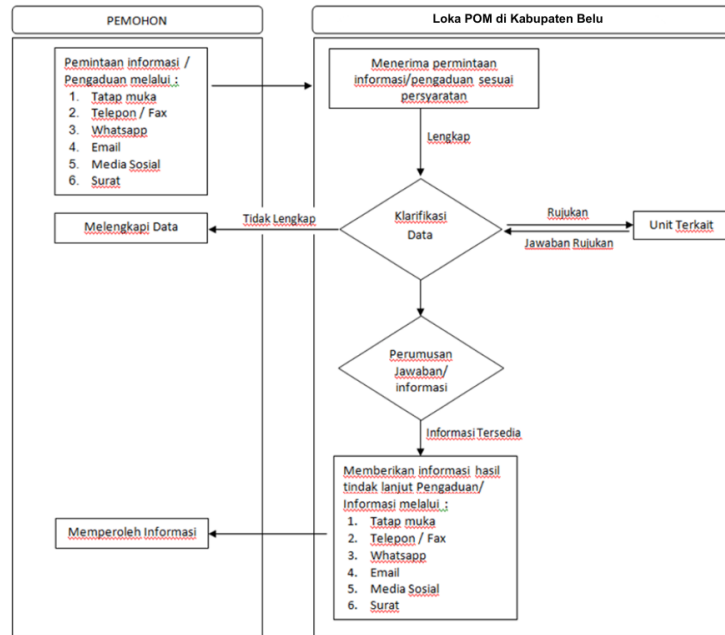 PEMOHON
Loka POM di Kabupaten Belu
Pemintaan informasi /
Pengaduan melalui :
1. Tatap muka
2. Telepon / Fax
3. Whatsapp
4. Email
5. Media Sosial
6. Surat
Menerima permintaan
informasi/pengaduan sesuai
persyaratan
Lengkap
Melengkapi Data
Tidak Lengkap
Klarifikasi
Data
Rujukan
Jawaban Rujukan
Unit Terkait
Perumusan
Jawaban/
informasi
Informasi Tersedia
Memberikan informasi hasil
tindak lanjut Pengaduan/
Informasi melalui :
1. Tatap muka
2. Telepon / Fax
3. Whatsapp
4. Email
5. Media Sosial
6. Surat
Memperoleh Informasi